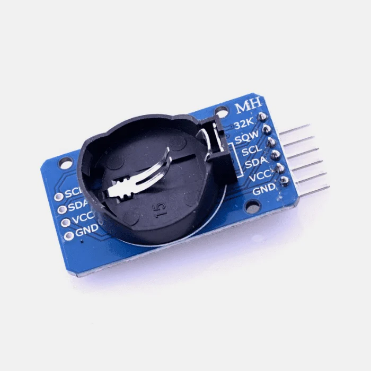 MH
32K
SQW
SCL
SDA
VCC
GND
SCL
SDA
VCC
GND
15